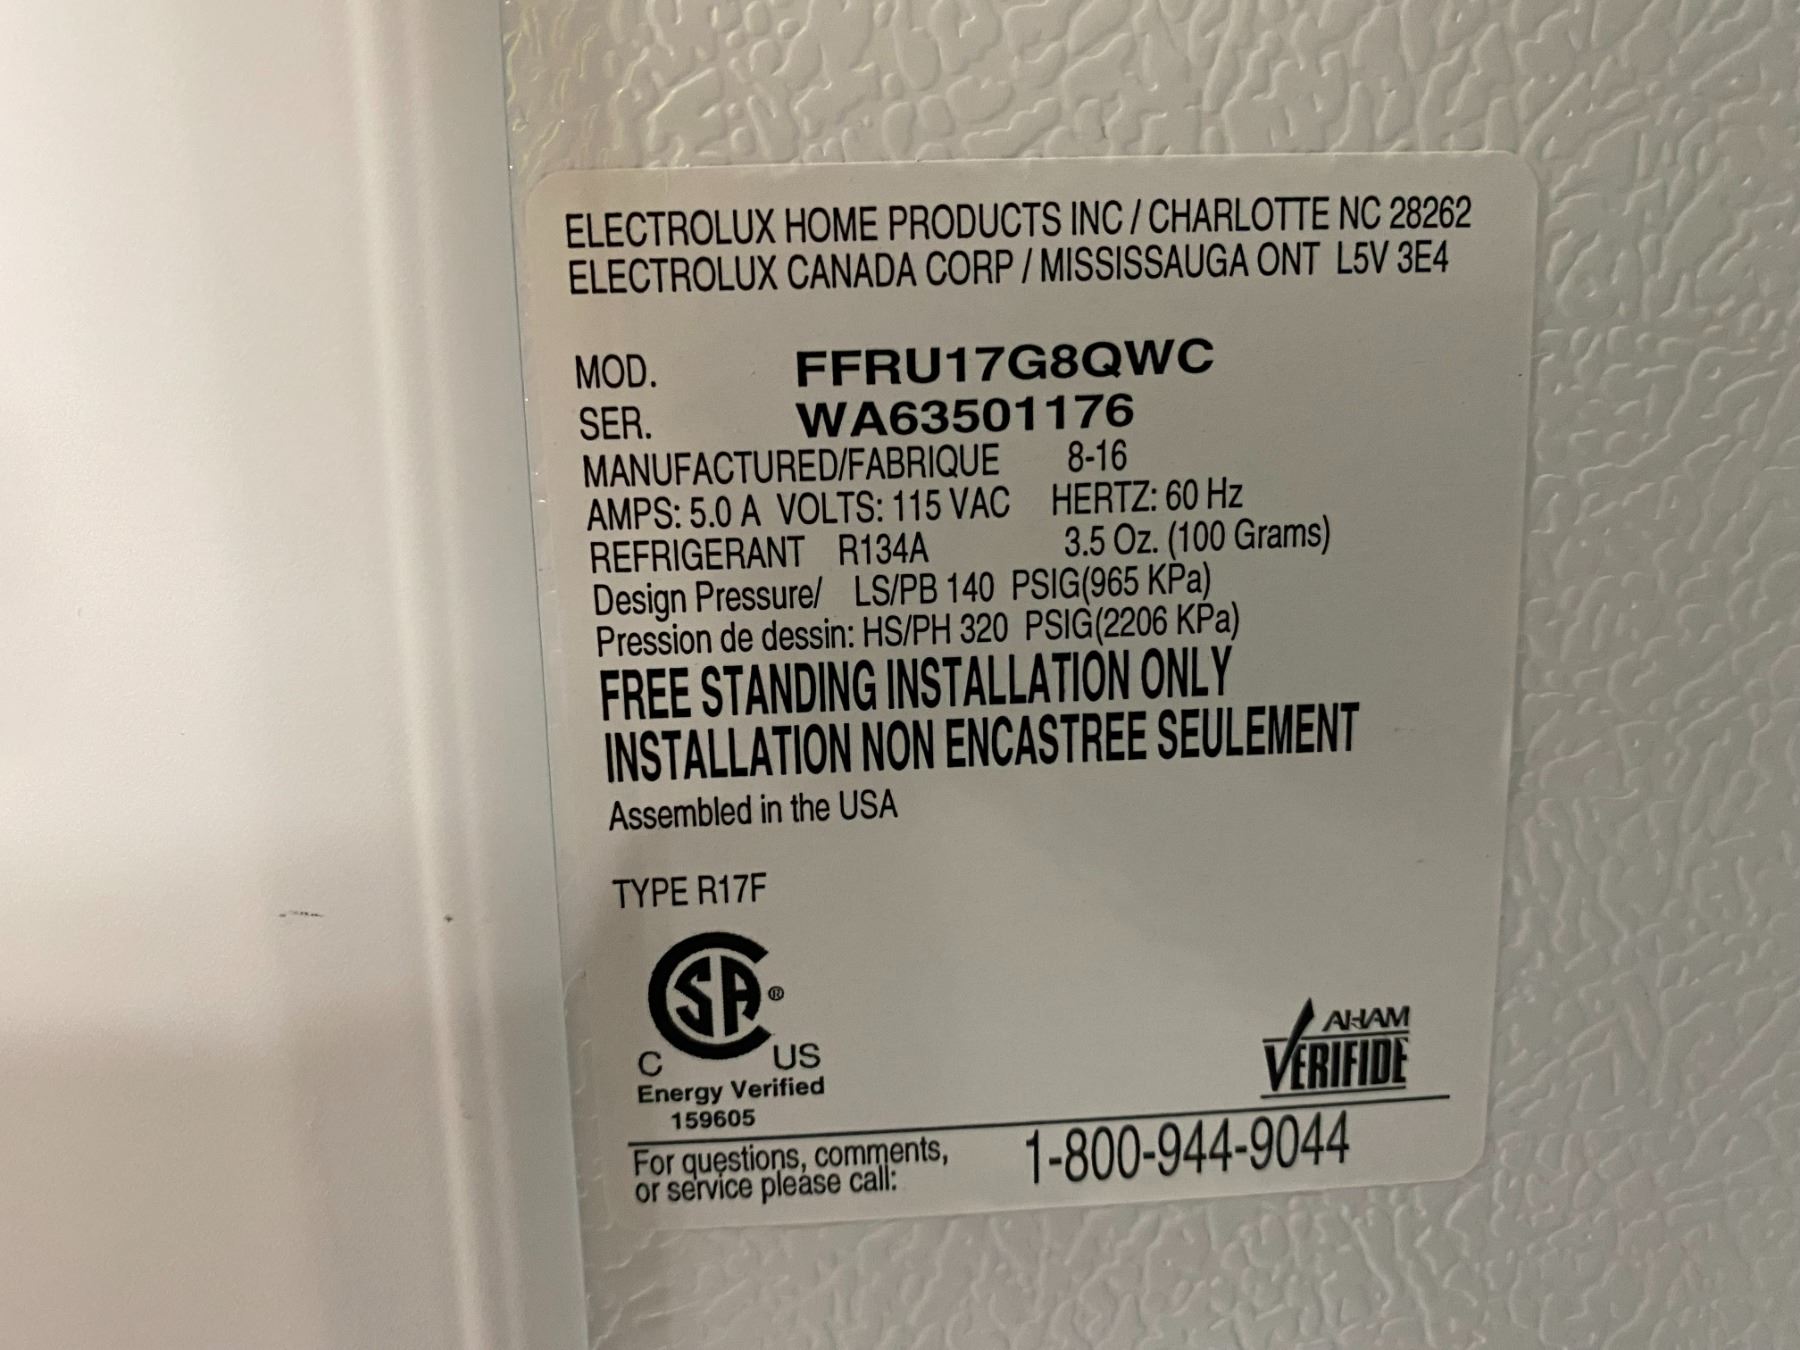 ELECTROLUX HOME PRODUCTS INC / CHARLOTTE NC 28262
ELECTROLUX CANADA CORP / MISSISSAUGA ONT L5V 3E4
MOD. FFRU17G8QWC
SER. WA63501176
MANUFACTURED/FABRIQUE 8-16
AMPS: 5.0 A VOLTS: 115 VAC HERTZ: 60 Hz
REFRIGERANT R134A 3.5 Oz. (100 Grams)
Design Pressure/ LS/PB 140 PSIG(965 KPa)
Pression de dessin: HS/PH 320 PSIG(2206 KPa)
FREE STANDING INSTALLATION ONLY
INSTALLATION NON ENCASTREE SEULEMENT
Assembled in the USA
TYPE R17F
CSA®
C US
Energy Verified
159605
AHAM
VERIFIDE
For questions, comments,
or service please call:
1-800-944-9044